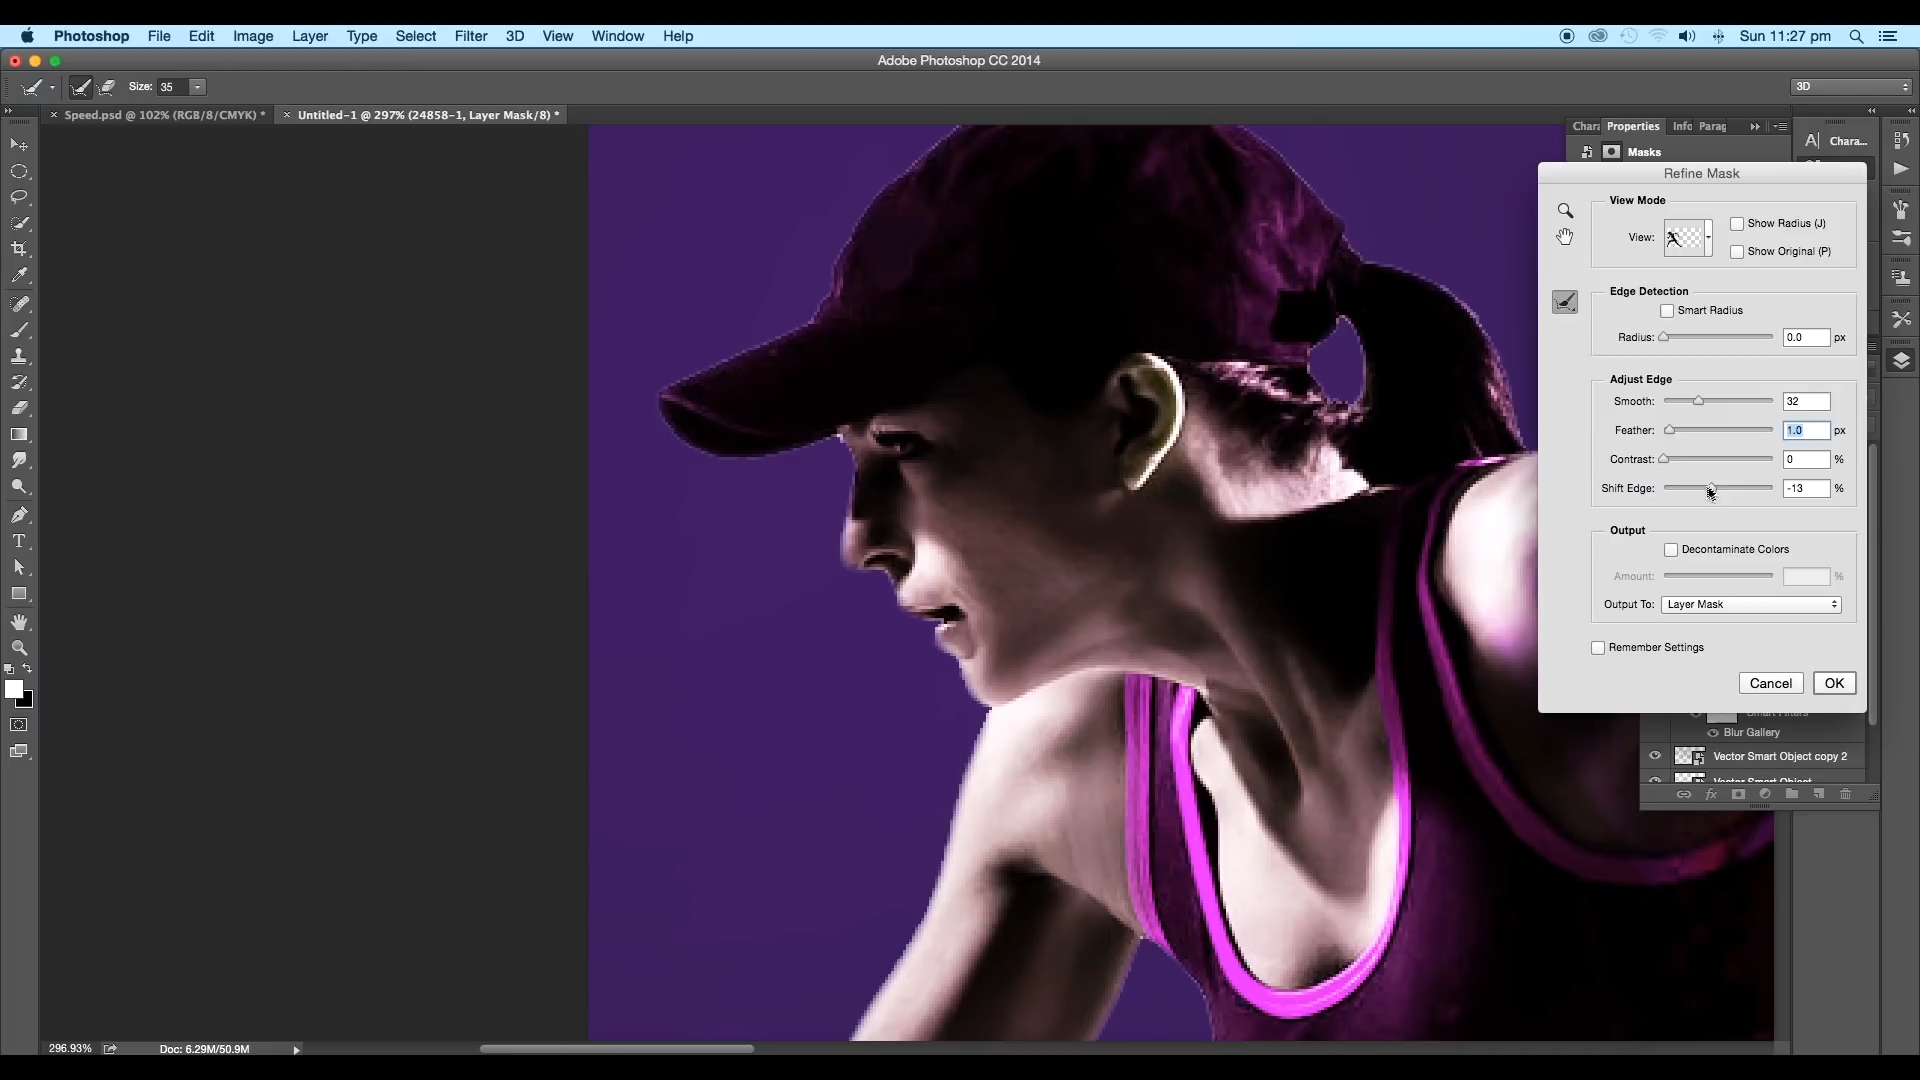 Photoshop File Edit Image Layer Type Select Filter 3D View Window Help Sun 11:27 pm
Adobe Photoshop CC 2014
Size: 35 3D
Speed.psd @ 102% (RGB/8/CMYK) * Untitled-1 @ 297% (24858-1, Layer Mask/8) *
Chara Properties Info Parag
A| Chara...
Masks
Refine Mask
View Mode
View: Show Radius (J)
Show Original (P)
Edge Detection
Smart Radius
Radius: 0.0 px
Adjust Edge
Smooth: 32
Feather: 1.0 px
Contrast: 0 %
Shift Edge: -13 %
Output
Decontaminate Colors
Amount: %
Output To: Layer Mask
Remember Settings
Cancel OK
Smart Filters
Blur Gallery
Vector Smart Object copy 2
Vector Smart Object
fx
T
296.93% Doc: 6.29M/50.9M